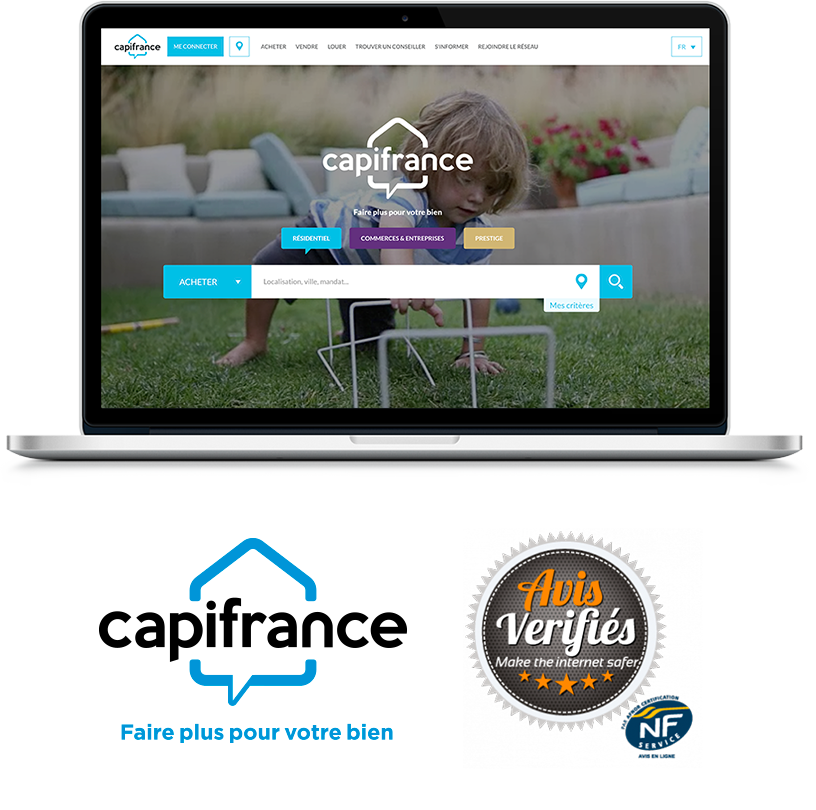 capifrance ME CONNECTER ACHETER VENDRE LOUER TROUVER UN CONSEILLER S'INFORMER REJOINDRE LE RÉSEAU FR
capifrance
Faire plus pour votre bien
RÉSIDENTIEL COMMERCES & ENTREPRISES PRESTIGE
ACHETER Localisation, ville, mandat...
Mes critères
capifrance
Faire plus pour votre bien
Avis
Verifiés
Make the internet safer
PAR AFNOR CERTIFICATION
NF
SERVICE
AVIS EN LIGNE